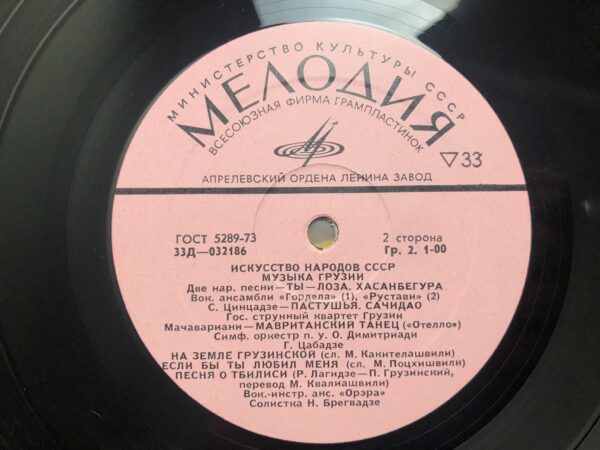 МИНИСТЕРСТВО КУЛЬТУРЫ СССР
МЕЛОДИЯ
ВСЕСОЮЗНАЯ ФИРМА ГРАМПЛАСТИНОК
▽33
АПРЕЛЕВСКИЙ ОРДЕНА ЛЕНИНА ЗАВОД
ГОСТ 5289-73
2 сторона
33Д—032186
Гр. 2. 1-00
ИСКУССТВО НАРОДОВ СССР
МУЗЫКА ГРУЗИИ
Две нар. песни—ТЫ—ЛОЗА. ХАСАНБЕГУРА
Вок. ансамбли «Гордела» (1), «Рустави» (2)
С. Цинцадзе—ПАСТУШЬЯ. САЧИДАО
Гос. струнный квартет Грузии
Мачавариани—МАВРИТАНСКИЙ ТАНЕЦ («Отелло»)
Симф. оркестр п. у О. Димитриади
Г. Цабадзе
НА ЗЕМЛЕ ГРУЗИНСКОЙ (сл. М. Какителашвили)
ЕСЛИ БЫ ТЫ ЛЮБИЛ МЕНЯ (сл. М. Поцхишвили)
ПЕСНЯ О ТБИЛИСИ (Р. Лагидзе—П. Грузинский,
перевод М. Квалиашвили)
Вок.-инстр. анс. «Орэра»
Солистка Н. Брегвадзе